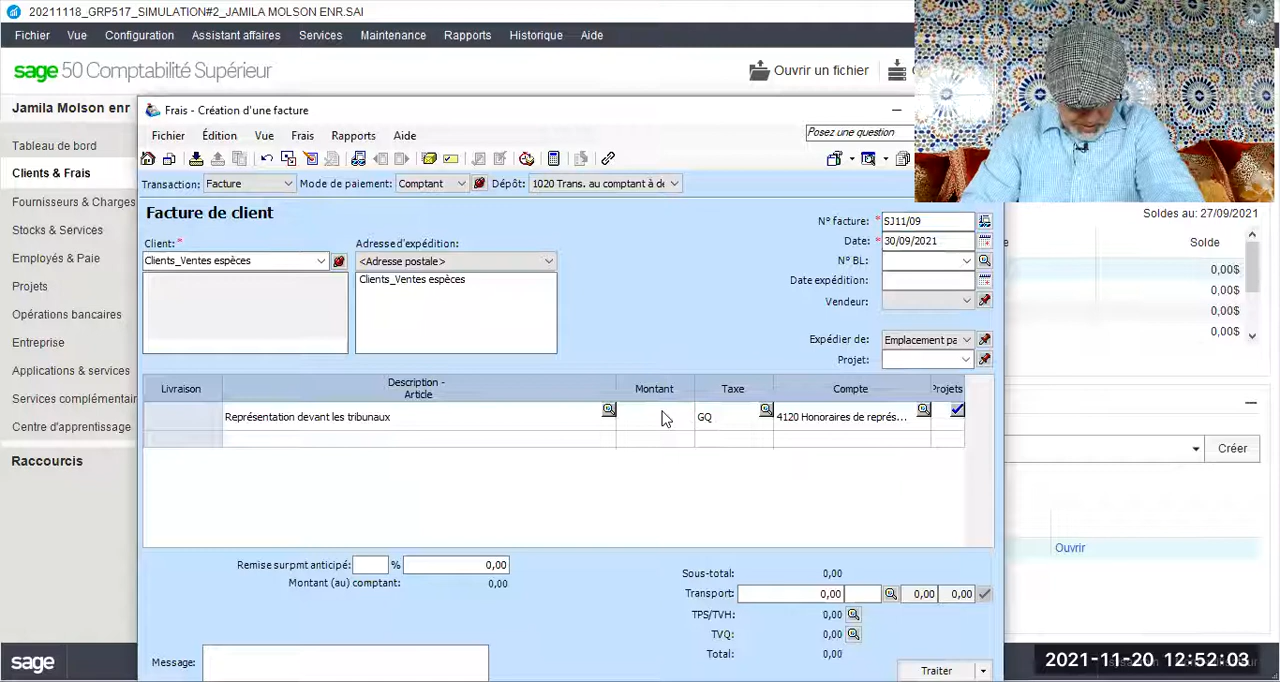 20211118_GRP517_SIMULATION#2_JAMILA MOLSON ENR.SAI
Fichier Vue Configuration Assistant affaires Services Maintenance Rapports Historique Aide
sage 50 Comptabilité Supérieur
Ouvrir un fichier
Jamila Molson enr
Tableau de bord
Clients & Frais
Fournisseurs & Charges
Stocks & Services
Employés & Paie
Projets
Opérations bancaires
Entreprise
Applications & services
Services complémentair
Centre d'apprentissage
Raccourcis
sage
Frais - Création d'une facture
Fichier Édition Vue Frais Rapports Aide
Posez une question
Transaction: Facture Mode de paiement: Comptant Dépôt: 1020 Trans. au comptant à de
Facture de client
Client: * Adresse d'expédition:
Clients_Ventes espèces <Adresse postale>
Clients_Ventes espèces
N° facture: * SJ11/09
Date: * 30/09/2021
N° BL:
Date expédition:
Vendeur:
Expédier de: Emplacement pa
Projet:
Livraison Description - Article Montant Taxe Compte Projets
Représentation devant les tribunaux GQ 4120 Honoraires de représ...
Remise sur pmt anticipé: % 0,00
Montant (au) comptant: 0,00
Sous-total: 0,00
Transport: 0,00 0,00 0,00
TPS/TVH: 0,00
TVQ: 0,00
Total: 0,00
Message:
Traiter
Soldes au: 27/09/2021
Solde
0,00$
0,00$
0,00$
0,00$
Créer
Ouvrir
2021-11-20 12:52:03